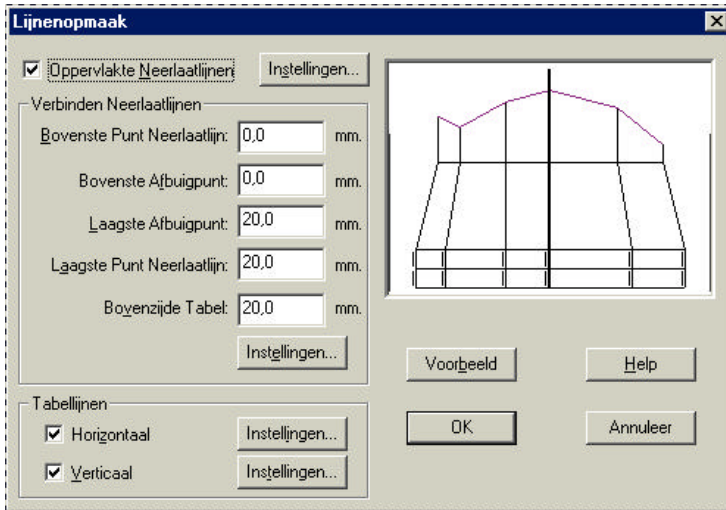 Lijnenopmaak
Oppervlakte Neerlaatlijnen
Instellingen...
Verbinden Neerlaatlijnen
Bovenste Punt Neerlaatlijn: 0,0 mm.
Bovenste Afbuigpunt: 0,0 mm.
Laagste Afbuigpunt: 20,0 mm.
Laagste Punt Neerlaatlijn: 20,0 mm.
Bovenzijde Tabel: 20,0 mm.
Instellingen...
Tabellijnen
Horizontaal Instellingen...
Verticaal Instellingen...
Voorbeeld Help
OK Annuleer